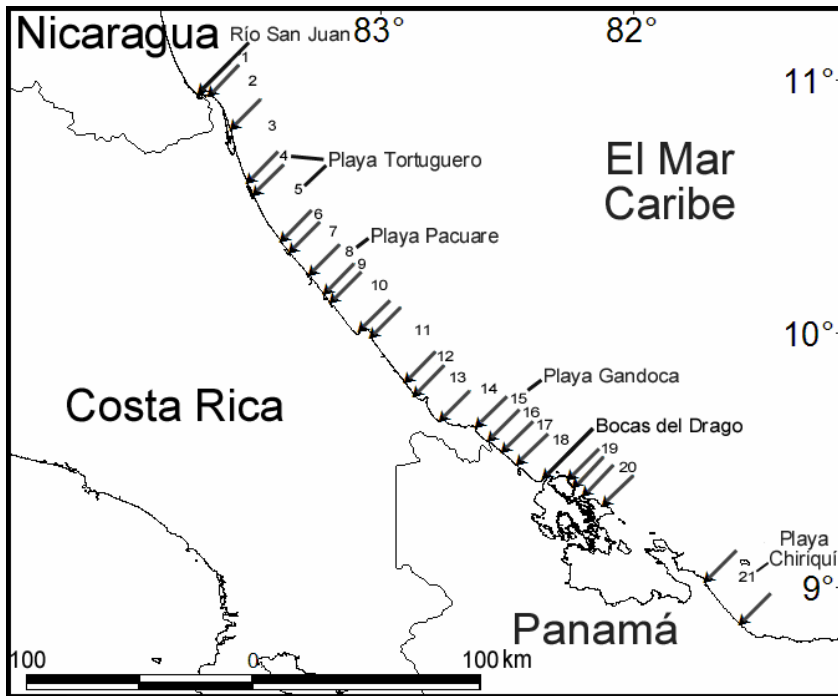 83°
82°
Nicaragua
Río San Juan
1
11°
2
3
4
Playa Tortuguero
El Mar
Caribe
5
6
7
Playa Pacuare
8
9
10
11
10°
12
13
Playa Gandoca
14
15
Costa Rica
16
Bocas del Drago
17
18
19
20
Playa
Chiriquí
21
9°
Panamá
100
0
100 km